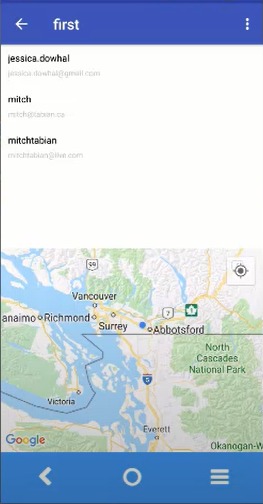 first
jessica.dowhal
jessica.dowhal@gmail.com
mitch
mitch@tabian.ca
mitchtabian
mitchtabian@live.com
99
Vancouver
1
7
anaimo
Richmond
Surrey
Abbotsford
North
Cascades
National Park
5
Victoria
Everett
Google
Okanogan-W